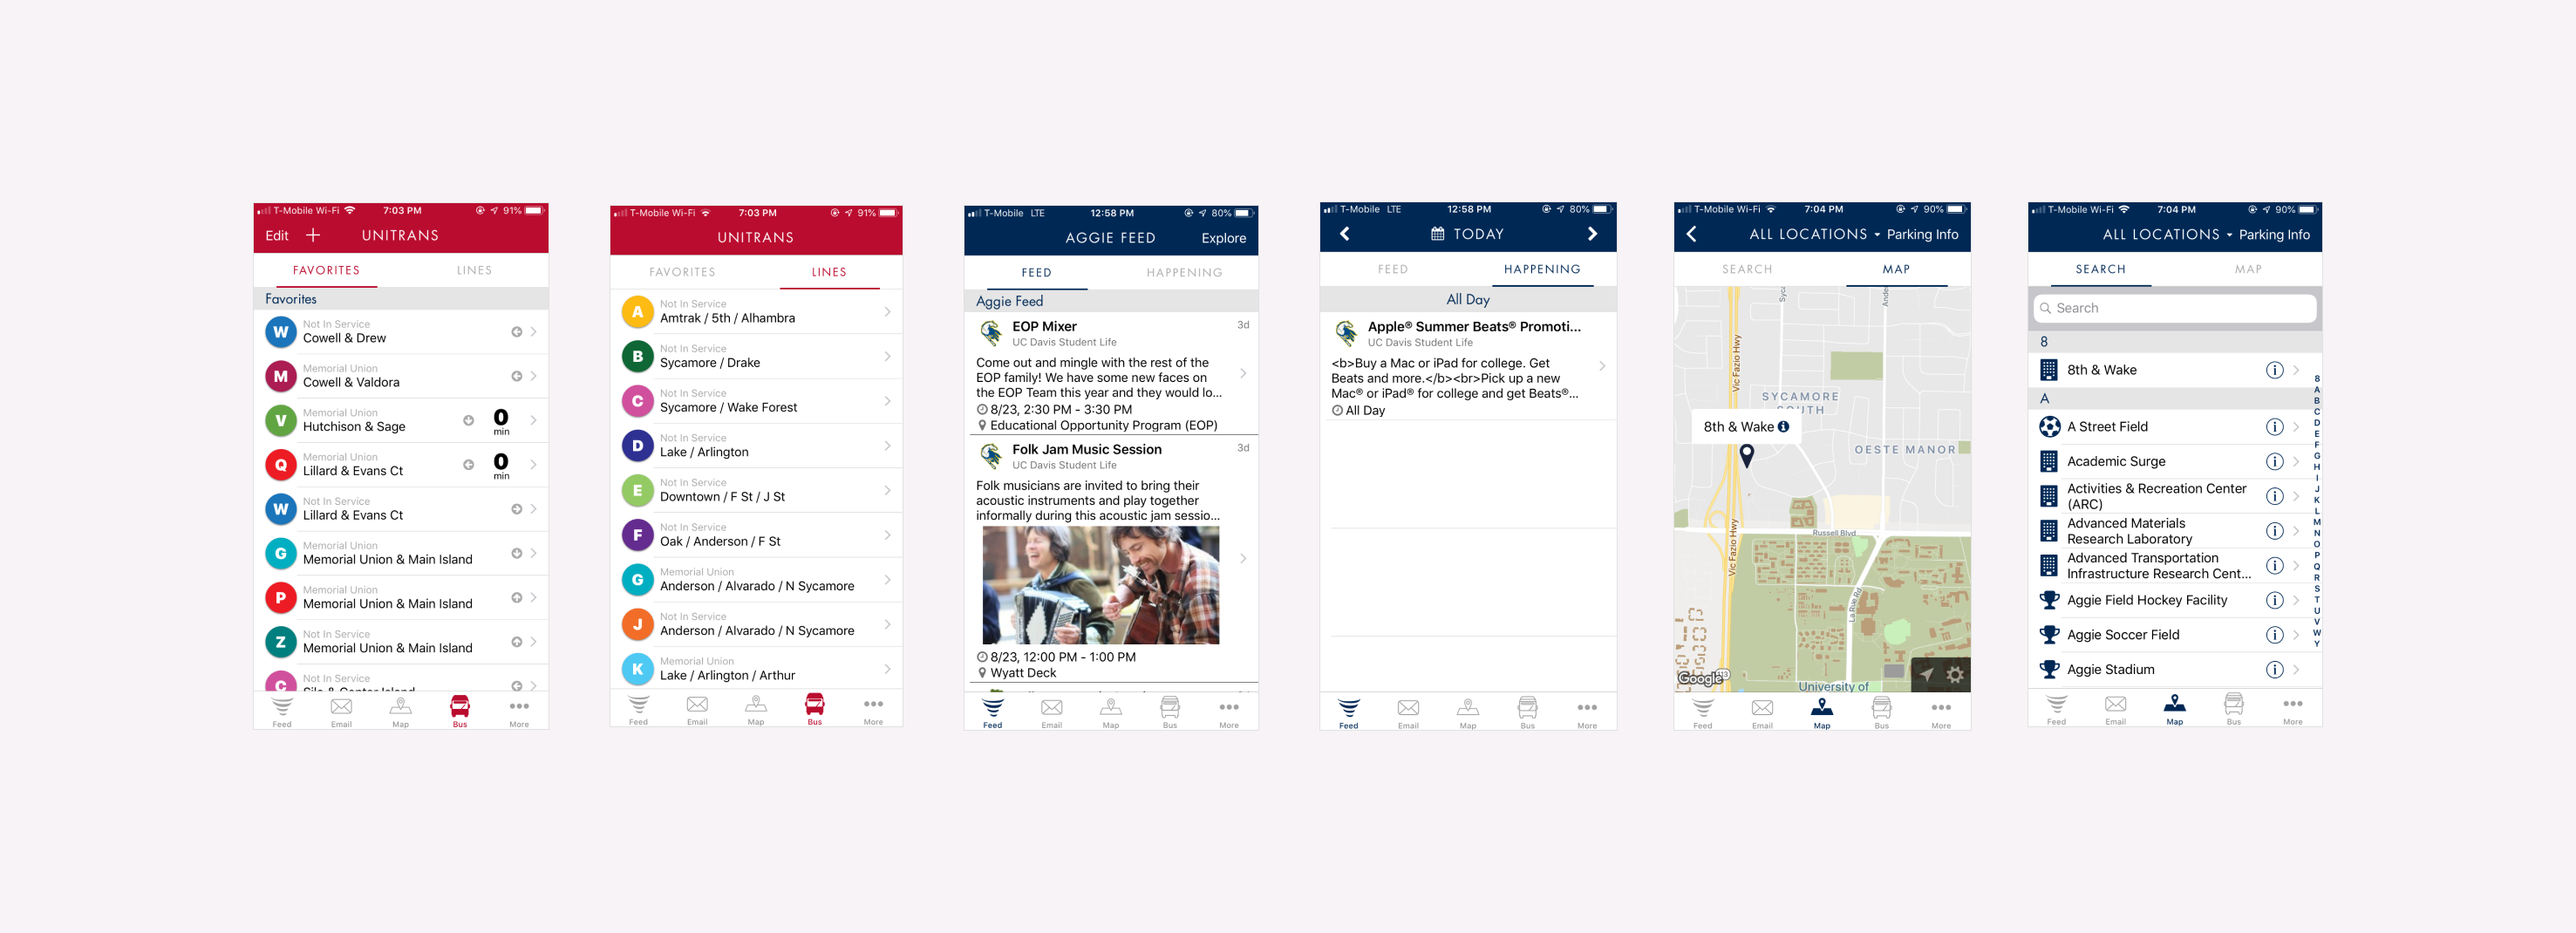 T-Mobile Wi-Fi 7:03 PM 91%
Edit + UNITRANS
FAVORITES LINES
Favorites
W Not In Service
Cowell & Drew
M Memorial Union
Cowell & Valdora
V Memorial Union
Hutchison & Sage 0 min
Q Memorial Union
Lillard & Evans Ct 0 min
W Not In Service
Lillard & Evans Ct
G Memorial Union
Memorial Union & Main Island
P Memorial Union
Memorial Union & Main Island
Z Not In Service
Memorial Union & Main Island
C Not In Service
Feed Email Map Bus More
T-Mobile Wi-Fi 7:03 PM 91%
UNITRANS
FAVORITES LINES
A Not In Service
Amtrak / 5th / Alhambra
B Not In Service
Sycamore / Drake
C Not In Service
Sycamore / Wake Forest
D Not In Service
Lake / Arlington
E Not In Service
Downtown / F St / J St
F Not In Service
Oak / Anderson / F St
G Memorial Union
Anderson / Alvarado / N Sycamore
J Not In Service
Anderson / Alvarado / N Sycamore
K Memorial Union
Lake / Arlington / Arthur
Feed Email Map Bus More
T-Mobile LTE 12:58 PM 80%
AGGIE FEED Explore
FEED HAPPENING
Aggie Feed
EOP Mixer 3d
UC Davis Student Life
Come out and mingle with the rest of the
EOP family! We have some new faces on
the EOP Team this year and they would lo...
8/23, 2:30 PM - 3:30 PM
Educational Opportunity Program (EOP)
Folk Jam Music Session 3d
UC Davis Student Life
Folk musicians are invited to bring their
acoustic instruments and play together
informally during this acoustic jam sessio...
8/23, 12:00 PM - 1:00 PM
Wyatt Deck
Feed Email Map Bus More
T-Mobile LTE 12:58 PM 80%
TODAY
FEED HAPPENING
All Day
Apple® Summer Beats® Promoti...
UC Davis Student Life
<b>Buy a Mac or iPad for college. Get
Beats and more.</b><br>Pick up a new
Mac® or iPad® for college and get Beats®...
All Day
Feed Email Map Bus More
T-Mobile Wi-Fi 7:04 PM 90%
ALL LOCATIONS Parking Info
SEARCH MAP
Syca
Ande
Vic Fazio Hwy
SYCAMORE
SOUTH
8th & Wake
OESTE MANOR
Vic Fazio Hwy
Russell Blvd
La Rue Rd
Google
113
University of
Feed Email Map Bus More
T-Mobile Wi-Fi 7:04 PM 90%
ALL LOCATIONS Parking Info
SEARCH MAP
Search
8
8th & Wake
A
A Street Field
Academic Surge
Activities & Recreation Center
(ARC)
Advanced Materials
Research Laboratory
Advanced Transportation
Infrastructure Research Cent...
Aggie Field Hockey Facility
Aggie Soccer Field
Aggie Stadium
8
A
B
C
D
E
F
G
H
I
J
K
L
M
N
O
P
Q
R
S
T
U
V
W
Y
Feed Email Map Bus More